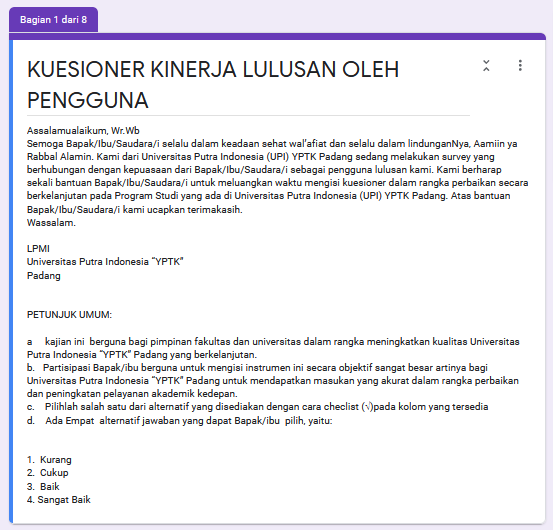 Bagian 1 dari 8
KUESIONER KINERJA LULUSAN OLEH
PENGGUNA
Assalamualaikum, Wr.Wb
Semoga Bapak/Ibu/Saudara/i selalu dalam keadaan sehat wal'afiat dan selalu dalam lindunganNya, Aamiin ya
Rabbal Alamin. Kami dari Universitas Putra Indonesia (UPI) YPTK Padang sedang melakukan survey yang
berhubungan dengan kepuasaan dari Bapak/Ibu/Saudara/i sebagai pengguna lulusan kami. Kami berharap
sekali bantuan Bapak/Ibu/Saudara/i untuk meluangkan waktu mengisi kuesioner dalam rangka perbaikan secara
berkelanjutan pada Program Studi yang ada di Universitas Putra Indonesia (UPI) YPTK Padang. Atas bantuan
Bapak/Ibu/Saudara/i kami ucapkan terimakasih.
Wassalam.
LPMI
Universitas Putra Indonesia "YPTK"
Padang
PETUNJUK UMUM:
a kajian ini berguna bagi pimpinan fakultas dan universitas dalam rangka meningkatkan kualitas Universitas
Putra Indonesia "YPTK" Padang yang berkelanjutan.
b. Partisipasi Bapak/ibu berguna untuk mengisi instrumen ini secara objektif sangat besar artinya bagi
Universitas Putra Indonesia "YPTK" Padang untuk mendapatkan masukan yang akurat dalam rangka perbaikan
dan peningkatan pelayanan akademik kedepan.
c. Pilihlah salah satu dari alternatif yang disediakan dengan cara checlist (√)pada kolom yang tersedia
d. Ada Empat alternatif jawaban yang dapat Bapak/ibu pilih, yaitu:
1. Kurang
2. Cukup
3. Baik
4. Sangat Baik